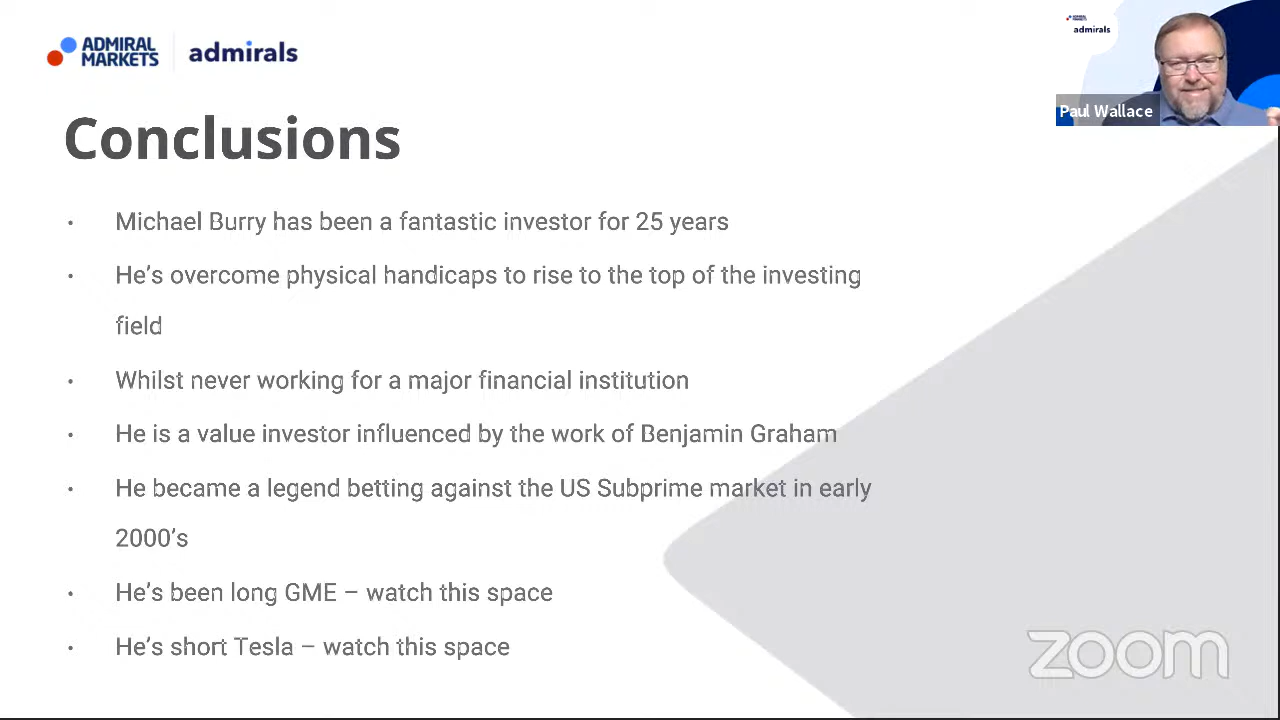 ADMIRAL
MARKETS
admirals
admirals
Paul Wallace
Conclusions
• Michael Burry has been a fantastic investor for 25 years
• He’s overcome physical handicaps to rise to the top of the investing
field
• Whilst never working for a major financial institution
• He is a value investor influenced by the work of Benjamin Graham
• He became a legend betting against the US Subprime market in early
2000’s
• He’s been long GME – watch this space
• He’s short Tesla – watch this space
zoom